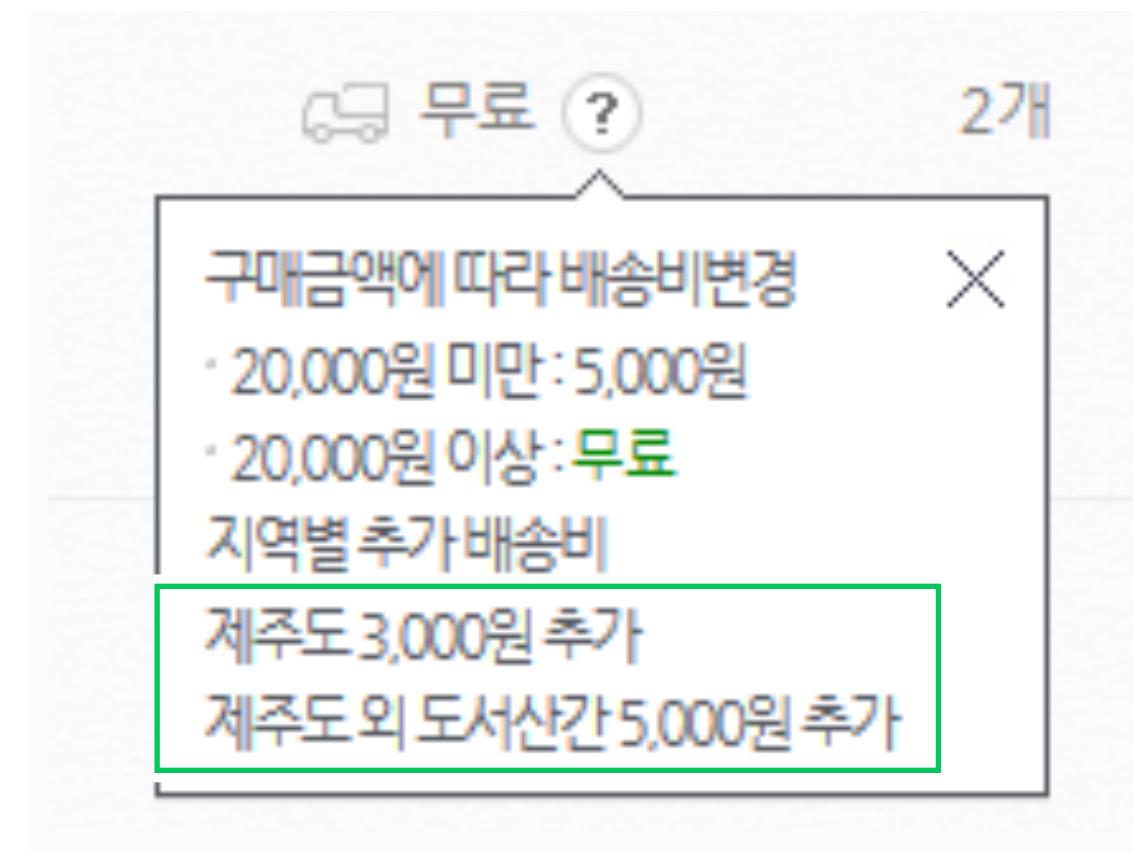 무료 ? 2개
구매금액에 따라 배송비변경
· 20,000원 미만 : 5,000원
· 20,000원 이상 : 무료
지역별 추가 배송비
제주도 3,000원 추가
제주도 외 도서산간 5,000원 추가